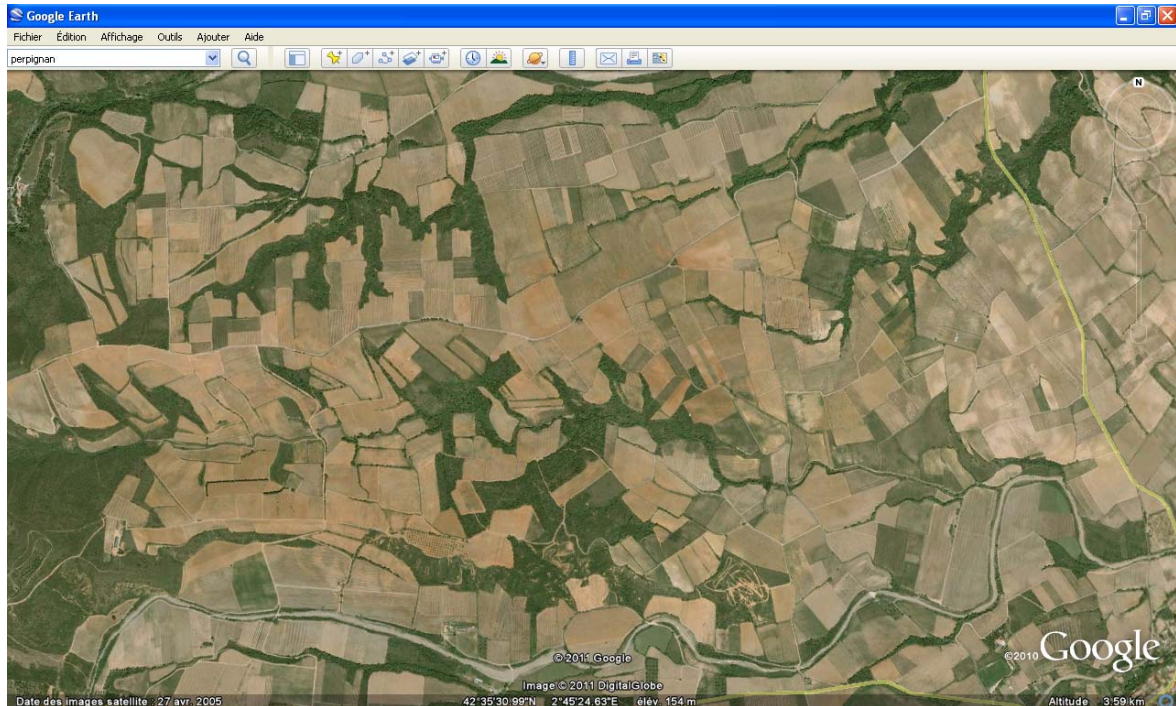 Google Earth
Fichier Édition Affichage Outils Ajouter Aide
perpignan
N
© 2011 Google
©2010 Google
Image © 2011 DigitalGlobe
Date des images satellite : 27 avr. 2005 42°35'30.99"N 2°45'24.63"E élév. 154 m Altitude 3.59 km